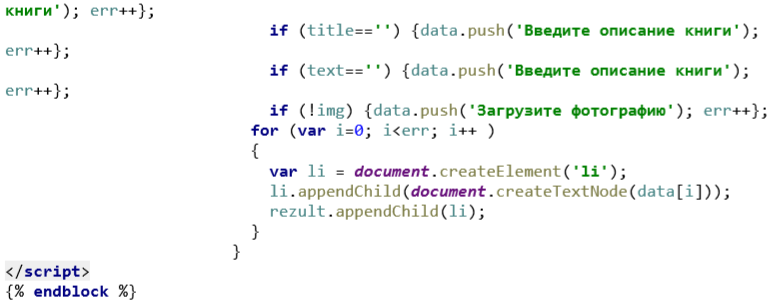 книги'); err++};
if (title=='') {data.push('Введите описание книги');
err++};
if (text=='') {data.push('Введите описание книги');
err++};
if (!img) {data.push('Загрузите фотографию'); err++};
for (var i=0; i<err; i++ )
{
var li = document.createElement('li');
li.appendChild(document.createTextNode(data[i]));
rezult.appendChild(li);
}
}
</script>
{% endblock %}